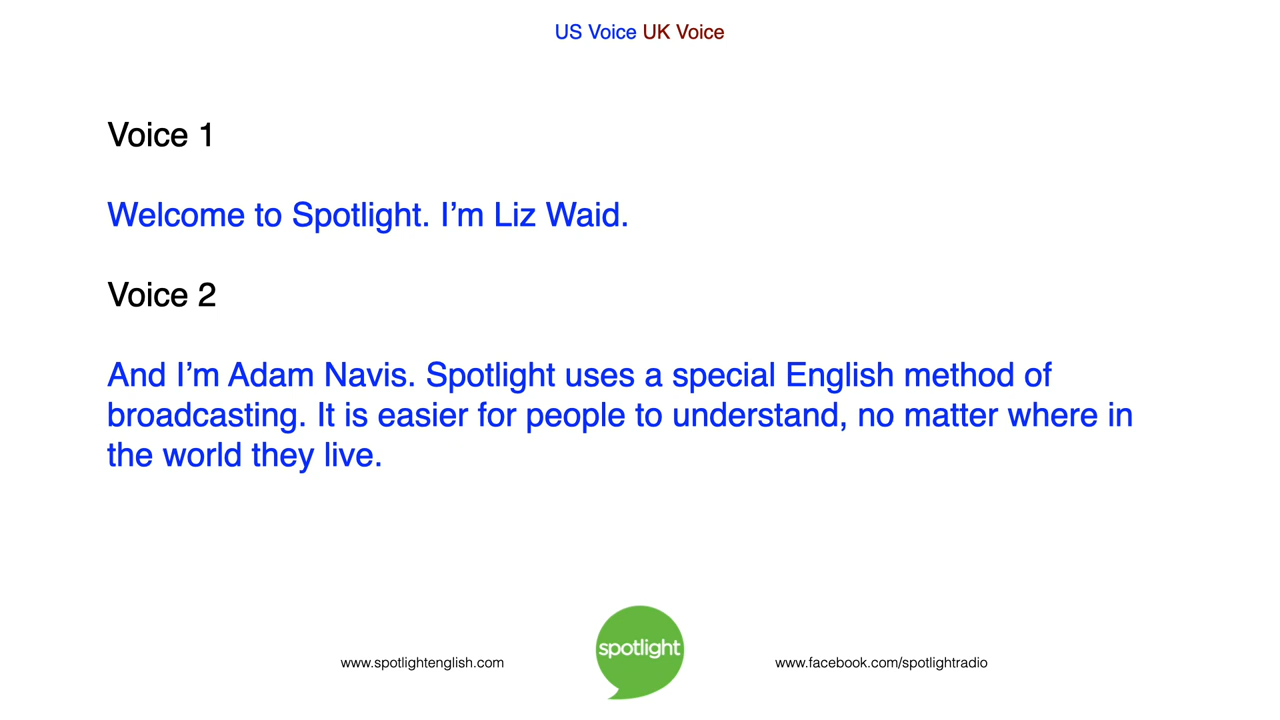 US Voice UK Voice
Voice 1
Welcome to Spotlight. I’m Liz Waid.
Voice 2
And I’m Adam Navis. Spotlight uses a special English method of
broadcasting. It is easier for people to understand, no matter where in
the world they live.
www.spotlightenglish.com
spotlight
www.facebook.com/spotlightradio